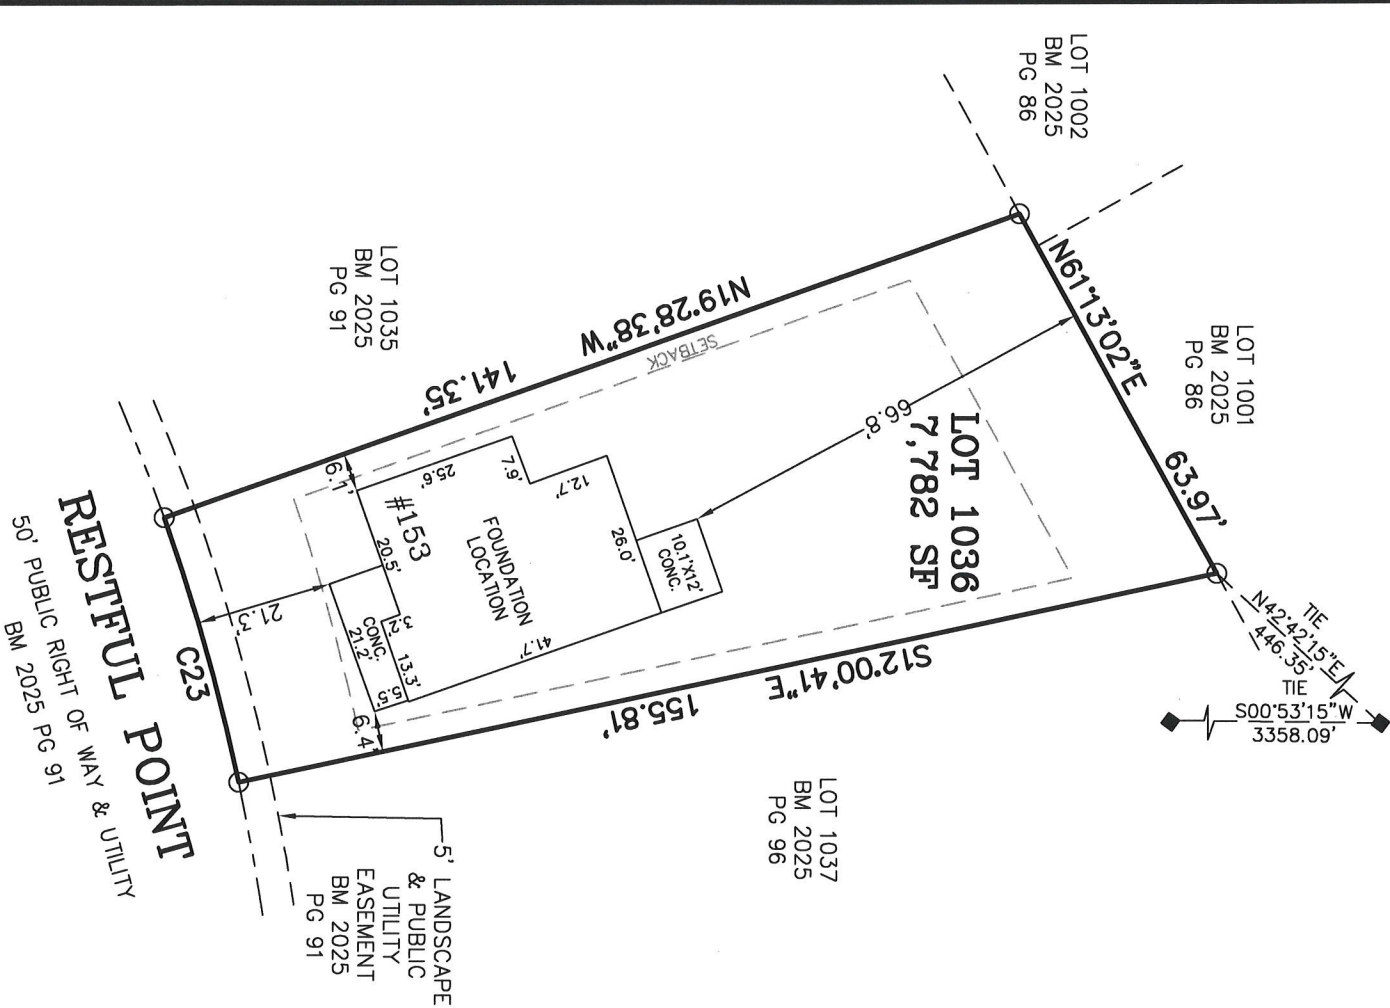 LOT 1002
BM 2025
PG 86
LOT 1001
BM 2025
PG 86
N61°13'02"E
63.97'
TIE
N42°42'15"E
446.35'
TIE
S00°53'15"W
3358.09'
LOT 1035
BM 2025
PG 91
N19°28'38"W
141.35'
SETBACK
66.8'
LOT 1036
7,782 SF
6.1'
25.6'
7.6'
12.7'
26.0'
10.1'X12'
CONC.
#153
FOUNDATION
LOCATION
20.5'
3.2'
13.3'
41.7'
CONC.
21.2'
5.5'
6.4'
21.3'
S12°00'41"E
155.81'
C23
RESTFUL POINT
50' PUBLIC RIGHT OF WAY & UTILITY
BM 2025 PG 91
LOT 1037
BM 2025
PG 96
5' LANDSCAPE
& PUBLIC
UTILITY
EASEMENT
BM 2025
PG 91